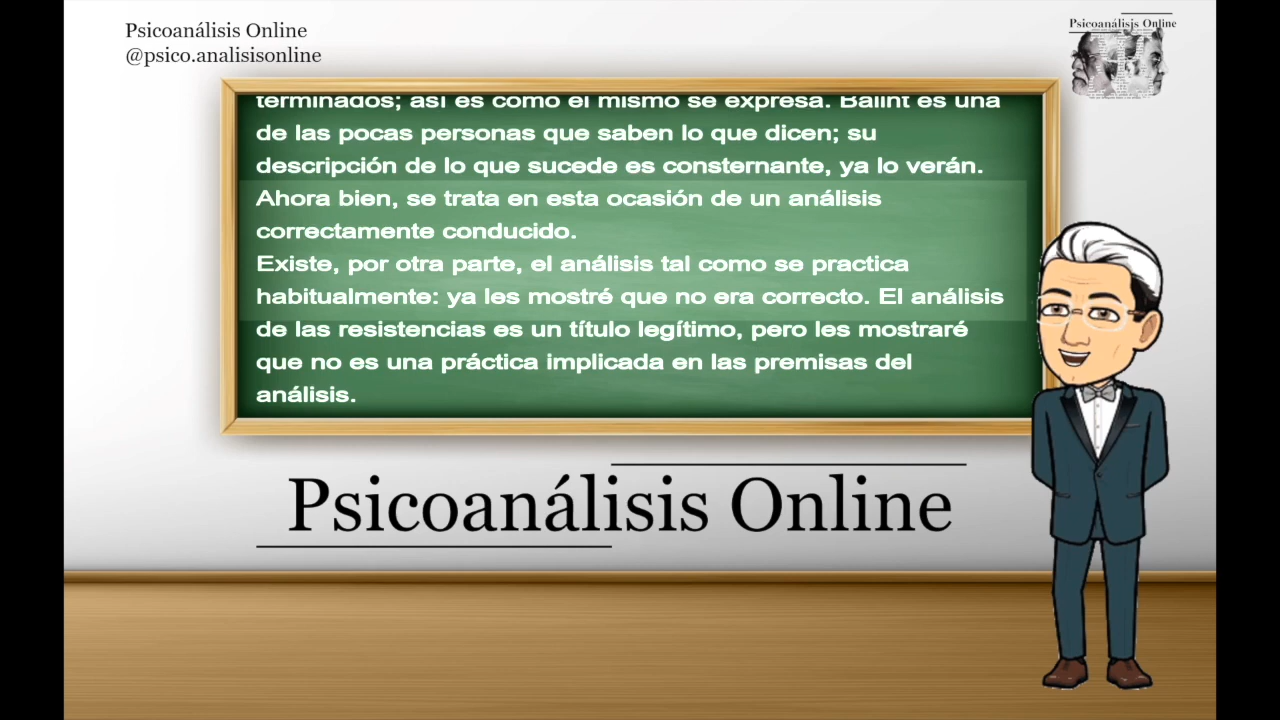 Psicoanálisis Online
@psico.analisisonline
Psicoanálisis Online
terminados; así es como él mismo se expresa. Balint es una
de las pocas personas que saben lo que dicen; su
descripción de lo que sucede es consternante, ya lo verán.
Ahora bien, se trata en esta ocasión de un análisis
correctamente conducido.
Existe, por otra parte, el análisis tal como se practica
habitualmente: ya les mostré que no era correcto. El análisis
de las resistencias es un título legítimo, pero les mostraré
que no es una práctica implicada en las premisas del
análisis.
Psicoanálisis Online